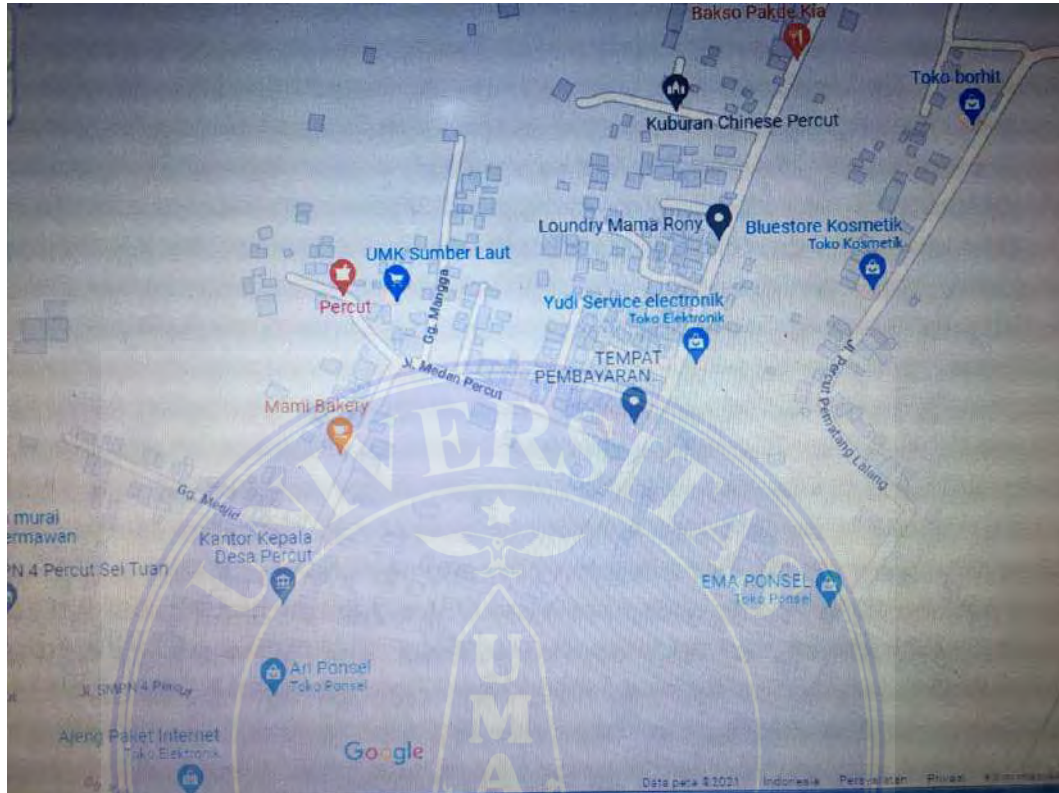 Bakso Pakde Kia
Toko borhit
Kuburan Chinese Percut
Loundry Mama Rony
Bluestore Kosmetik
Toko Kosmetik
UMK Sumber Laut
Percut
Gg. Mangga
Yudi Service electronik
Toko Elektronik
TEMPAT
PEMBAYARAN...
Jl. Medan Percut
Jl. Percut Pematang Lalang
Mami Bakery
UNIVERSITAS
Gg. Mesjid
murai
ermawan
Kantor Kepala
Desa Percut
PN 4 Percut Sei Tuan
EMA PONSEL
Toko Ponsel
Ari Ponsel
Toko Ponsel
Jl. SMPN 4 Percut
UMA
Ajeng Paket Internet
Toko Elektronik
Google
Data peta ©2021 Indonesia Persyaratan Privasi